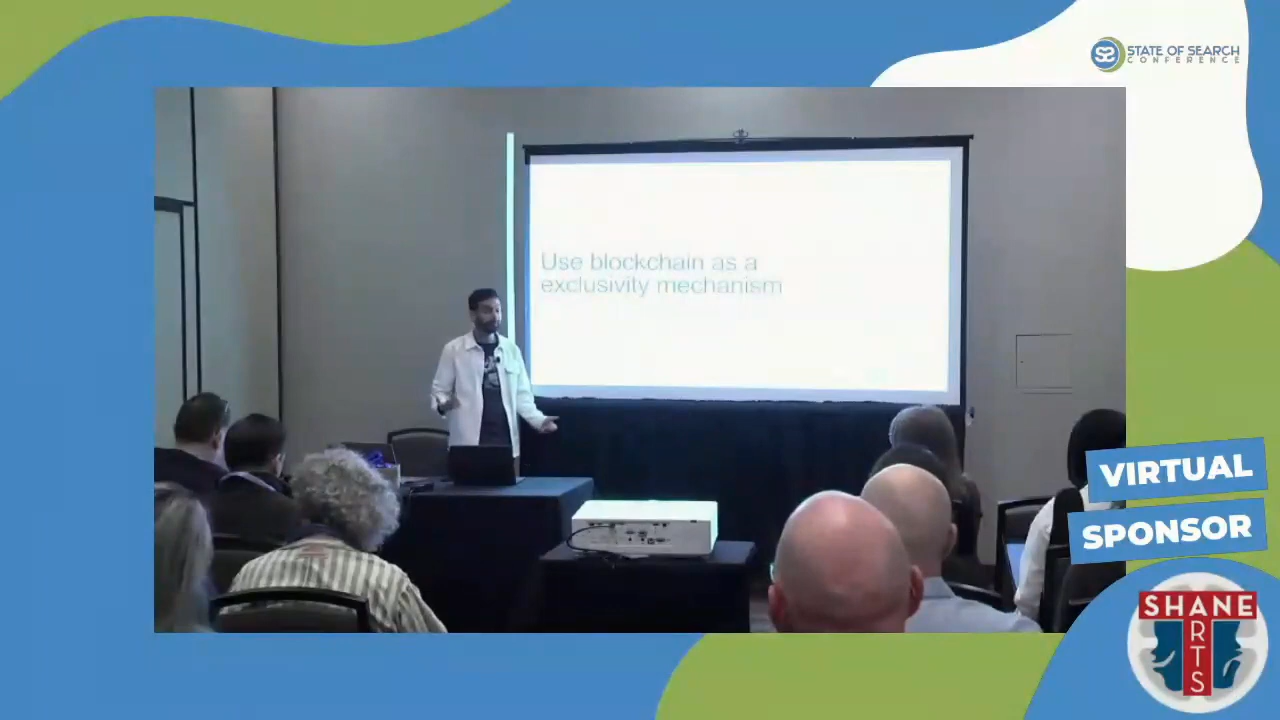 STATE OF SEARCH
CONFERENCE
Use blockchain as a
exclusivity mechanism
VIRTUAL
SPONSOR
SHANE
ARTS